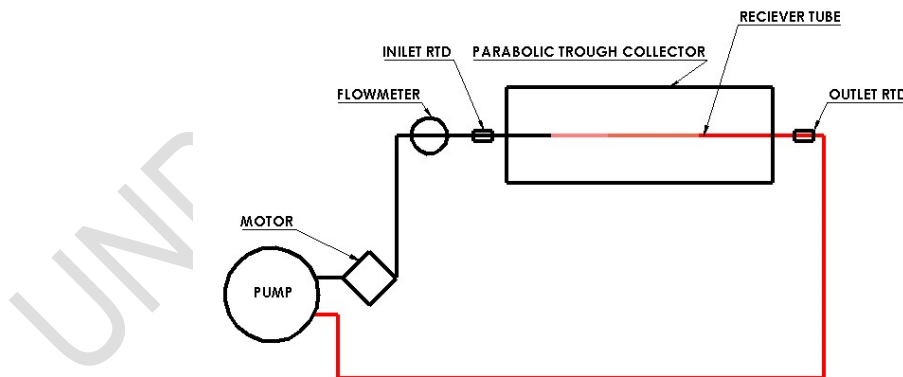 RECIEVER TUBE
INILET RTD
PARABOLIC TROUGH COLLECTOR
FLOWMETER
OUTLET RTD
MOTOR
PUMP